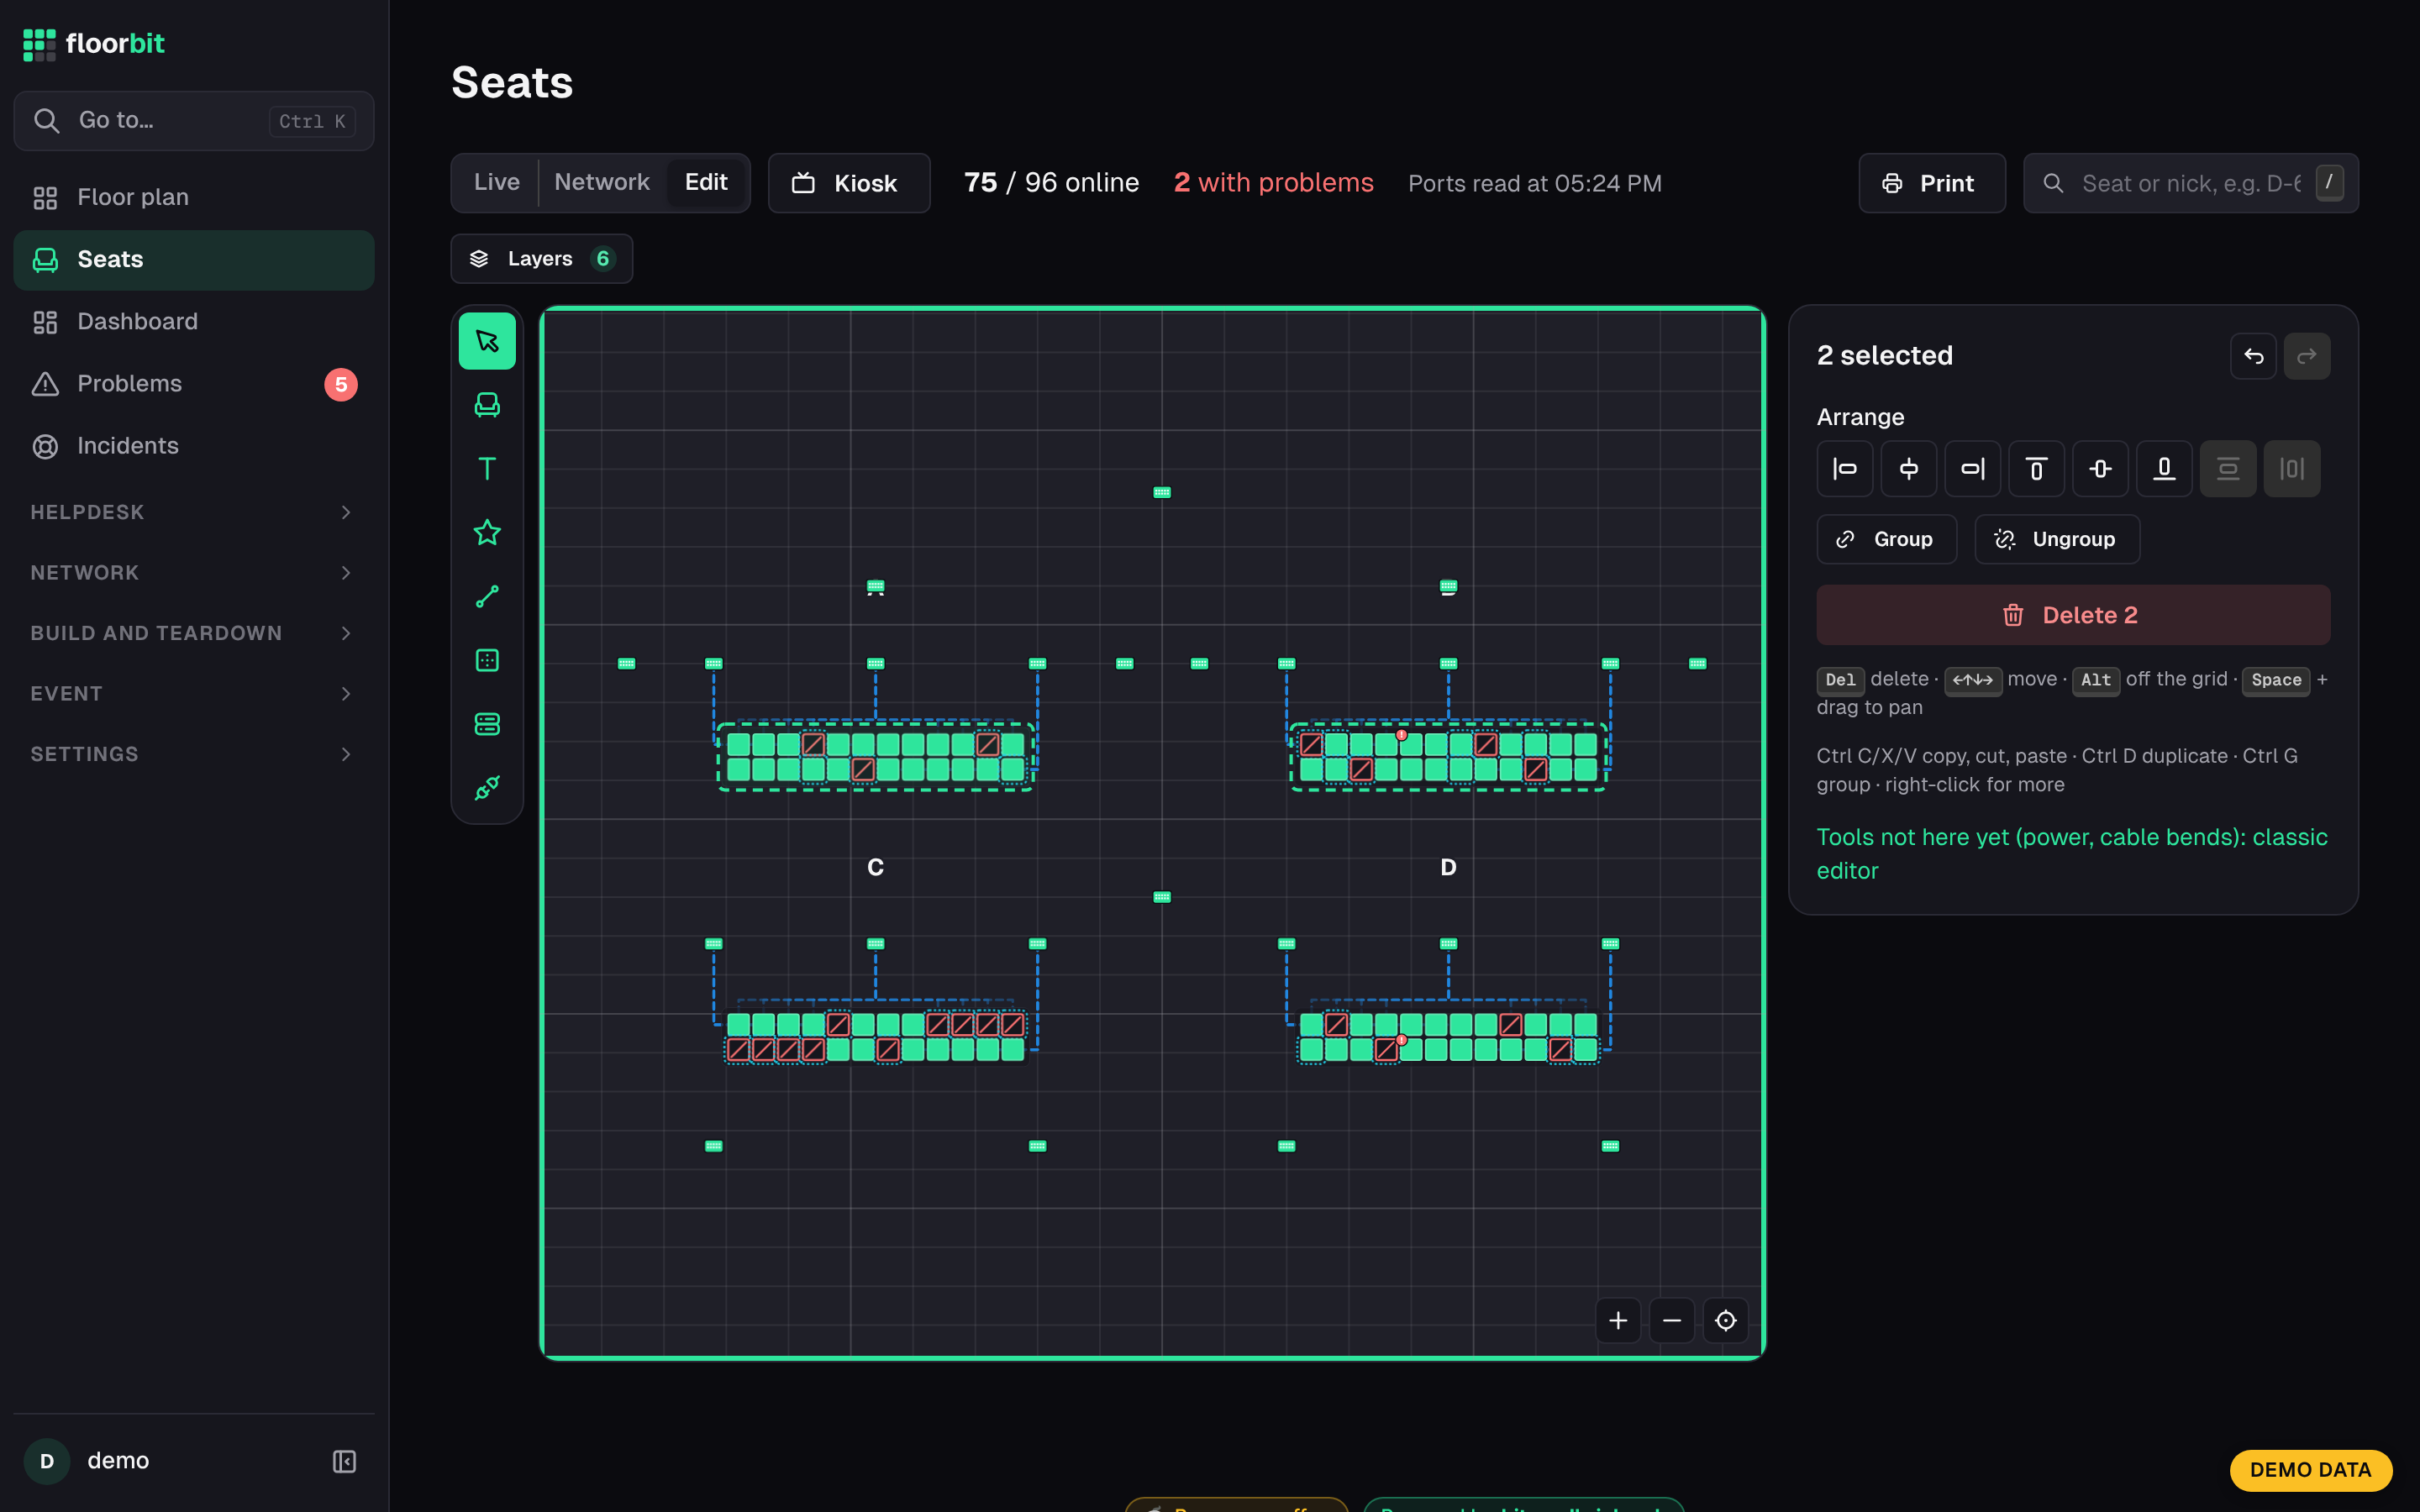 floorbit
Go to...
Ctrl K
Floor plan
Seats
Dashboard
Problems
5
Incidents
HELPDESK
NETWORK
BUILD AND TEARDOWN
EVENT
SETTINGS
D
demo
Seats
Live
Network
Edit
Kiosk
75 / 96 online
2 with problems
Ports read at 05:24 PM
Print
Seat or nick, e.g. D-6
/
Layers
6
C
D
2 selected
Arrange
Group
Ungroup
Delete 2
Del delete · ←↑↓→ move · Alt off the grid · Space +
drag to pan
Ctrl C/X/V copy, cut, paste · Ctrl D duplicate · Ctrl G
group · right-click for more
Tools not here yet (power, cable bends): classic
editor
DEMO DATA